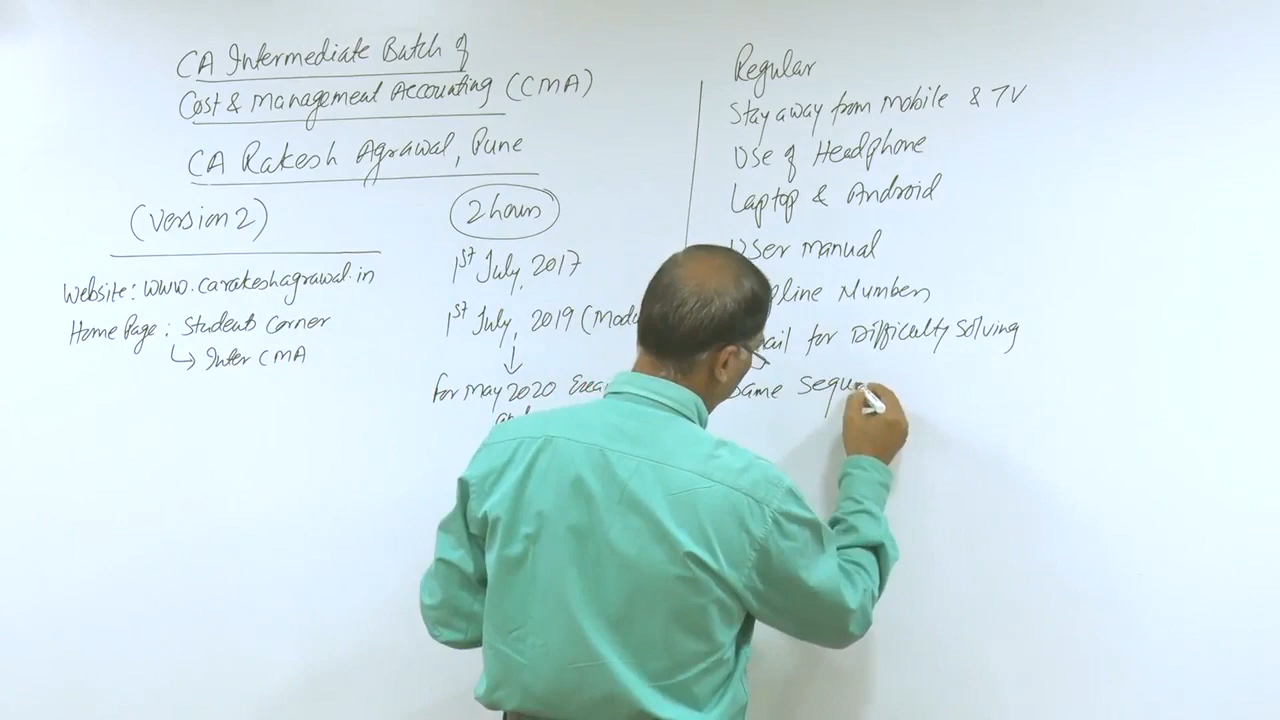 CA Intermediate Batch of
Cost & Management Accounting (CMA)
CA Rakesh Agrawal, Pune
(Version 2)
2 hours
1st July, 2017
1st July, 2019
For May 2020
Website: www.carakeshagrawal.in
Home Page: Students Corner
↳ Inter CMA
Regular
Stay away from Mobile & TV
Use of Headphone
Laptop & Android
User manual
Numbers
for Difficulty Solving
Same